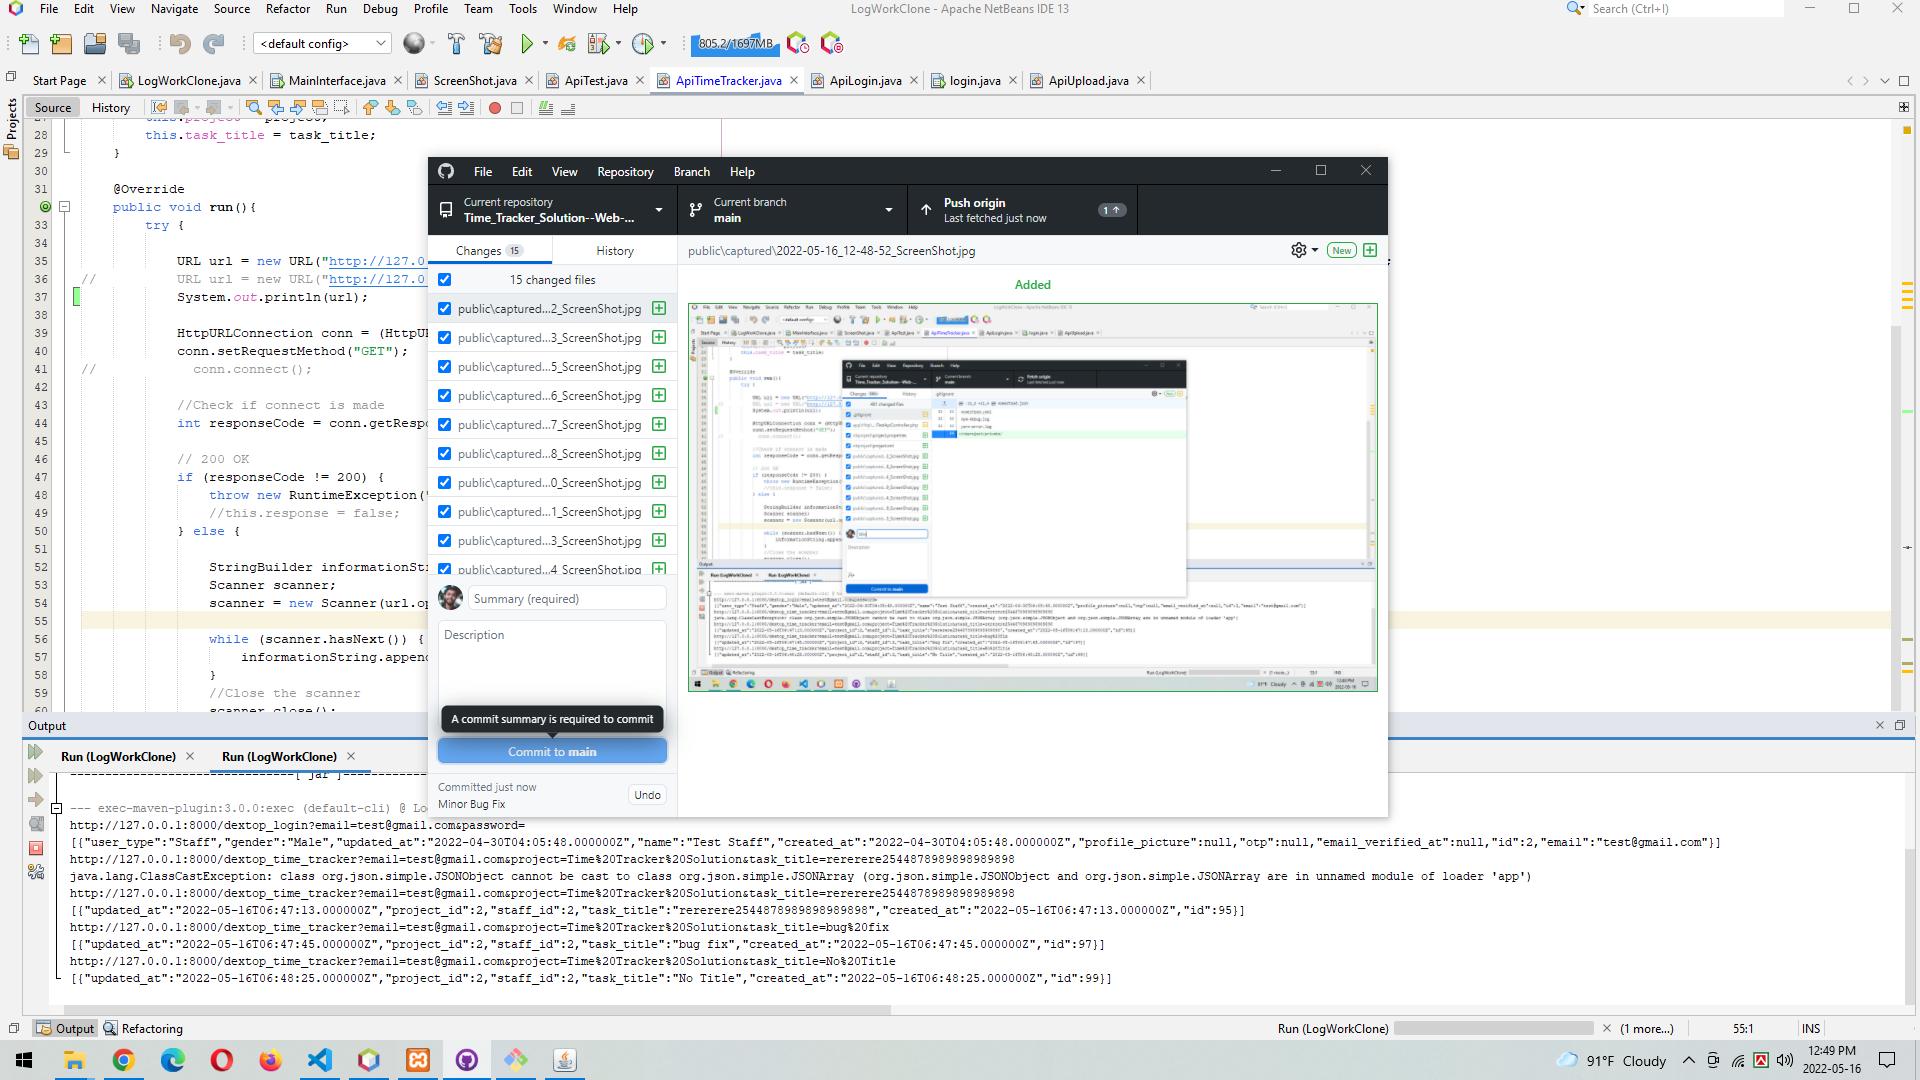 File Edit View Navigate Source Refactor Run Debug Profile Team Tools Window Help
LogWorkClone - Apache NetBeans IDE 13
Search (Ctrl+I)
<default config>
805.2/1697MB
Start Page LogWorkClone.java MainInterface.java ScreenShot.java ApiTest.java ApiTimeTracker.java ApiLogin.java login.java ApiUpload.java
Source History
Projects
28 this.task_title = task_title;
29 }
30
31 @Override
public void run(){
33 try {
34
35 URL url = new URL("http://127.0
36 // URL url = new URL("http://127.0
37 System.out.println(url);
38
39 HttpURLConnection conn = (HttpUR
40 conn.setRequestMethod("GET");
41 // conn.connect();
42
43 //Check if connect is made
44 int responseCode = conn.getRespo
45
46 // 200 OK
47 if (responseCode != 200) {
48 throw new RuntimeException("
49 //this.response = false;
50 } else {
51
52 StringBuilder informationStri
53 Scanner scanner;
54 scanner = new Scanner(url.op
55
56 while (scanner.hasNext()) {
57 informationString.append
58 }
59 //Close the scanner
60 scanner.close();
File Edit View Repository Branch Help
Current repository
Time_Tracker_Solution--Web-...
Current branch
main
Push origin
Last fetched just now
1
Changes 15 History
public\captured\2022-05-16_12-48-52_ScreenShot.jpg
New
15 changed files
Added
public\captured...2_ScreenShot.jpg
public\captured...3_ScreenShot.jpg
public\captured...5_ScreenShot.jpg
public\captured...6_ScreenShot.jpg
public\captured...7_ScreenShot.jpg
public\captured...8_ScreenShot.jpg
public\captured...0_ScreenShot.jpg
public\captured...1_ScreenShot.jpg
public\captured...3_ScreenShot.jpg
public\captured...4_ScreenShot.jpg
Summary (required)
Description
A commit summary is required to commit
Commit to main
Committed just now
Minor Bug Fix
Undo
Output
Run (LogWorkClone) Run (LogWorkClone)
--------------------------------[ jar ]---------------
--- exec-maven-plugin:3.0.0:exec (default-cli) @ Lo
http://127.0.0.1:8000/dextop_login?email=test@gmail.com&password=
[{"user_type":"Staff","gender":"Male","updated_at":"2022-04-30T04:05:48.000000Z","name":"Test Staff","created_at":"2022-04-30T04:05:48.000000Z","profile_picture":null,"otp":null,"email_verified_at":null,"id":2,"email":"test@gmail.com"}]
http://127.0.0.1:8000/dextop_time_tracker?email=test@gmail.com&project=Time%20Tracker%20Solution&task_title=rererere2544878989898989898
java.lang.ClassCastException: class org.json.simple.JSONObject cannot be cast to class org.json.simple.JSONArray (org.json.simple.JSONObject and org.json.simple.JSONArray are in unnamed module of loader 'app')
http://127.0.0.1:8000/dextop_time_tracker?email=test@gmail.com&project=Time%20Tracker%20Solution&task_title=rererere2544878989898989898
[{"updated_at":"2022-05-16T06:47:13.000000Z","project_id":2,"staff_id":2,"task_title":"rererere2544878989898989898","created_at":"2022-05-16T06:47:13.000000Z","id":95}]
http://127.0.0.1:8000/dextop_time_tracker?email=test@gmail.com&project=Time%20Tracker%20Solution&task_title=bug%20fix
[{"updated_at":"2022-05-16T06:47:45.000000Z","project_id":2,"staff_id":2,"task_title":"bug fix","created_at":"2022-05-16T06:47:45.000000Z","id":97}]
http://127.0.0.1:8000/dextop_time_tracker?email=test@gmail.com&project=Time%20Tracker%20Solution&task_title=No%20Title
[{"updated_at":"2022-05-16T06:48:25.000000Z","project_id":2,"staff_id":2,"task_title":"No Title","created_at":"2022-05-16T06:48:25.000000Z","id":99}]
Output Refactoring
Run (LogWorkClone) (1 more...) 55:1 INS
91°F Cloudy
12:49 PM
2022-05-16